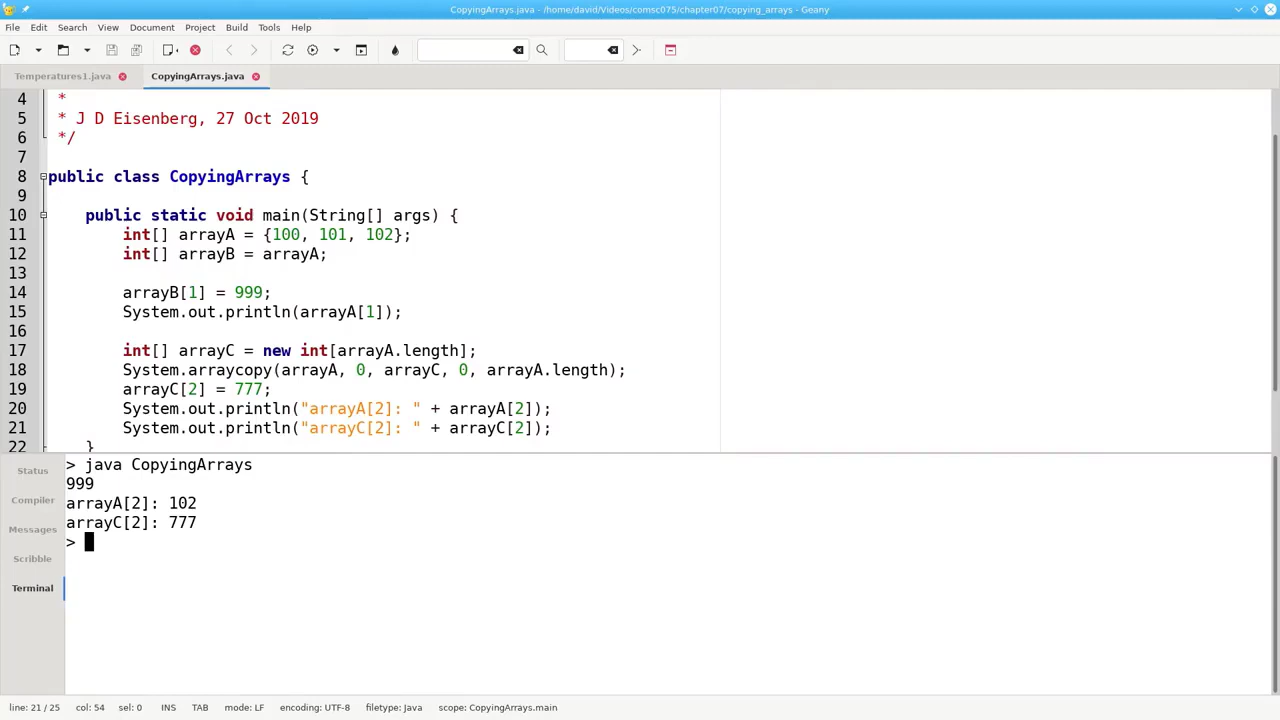 CopyingArrays.java - /home/david/Videos/comsc075/chapter07/copying_arrays - Geany
File Edit Search View Document Project Build Tools Help
Temperatures1.java CopyingArrays.java
4 *
5 * J D Eisenberg, 27 Oct 2019
6 */
7
8 public class CopyingArrays {
9
10 public static void main(String[] args) {
11 int[] arrayA = {100, 101, 102};
12 int[] arrayB = arrayA;
13
14 arrayB[1] = 999;
15 System.out.println(arrayA[1]);
16
17 int[] arrayC = new int[arrayA.length];
18 System.arraycopy(arrayA, 0, arrayC, 0, arrayA.length);
19 arrayC[2] = 777;
20 System.out.println("arrayA[2]: " + arrayA[2]);
21 System.out.println("arrayC[2]: " + arrayC[2]);
22 }
Status
Compiler
Messages
Scribble
Terminal
> java CopyingArrays
999
arrayA[2]: 102
arrayC[2]: 777
>
line: 21 / 25 col: 54 sel: 0 INS TAB mode: LF encoding: UTF-8 filetype: Java scope: CopyingArrays.main